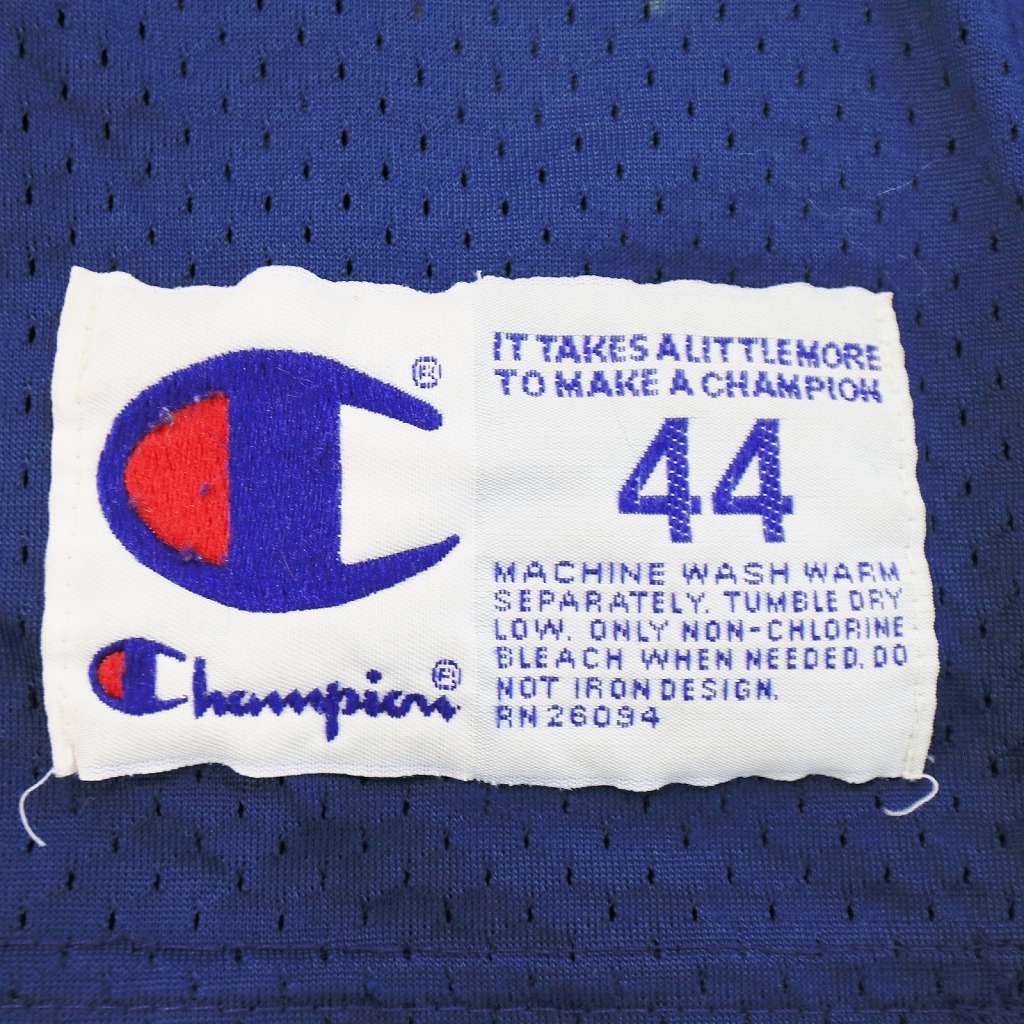 Champion®
IT TAKES A LITTLE MORE
TO MAKE A CHAMPION
44
MACHINE WASH WARM
SEPARATELY. TUMBLE DRY
LOW. ONLY NON-CHLORINE
BLEACH WHEN NEEDED. DO
NOT IRON DESIGN.
RN 26094